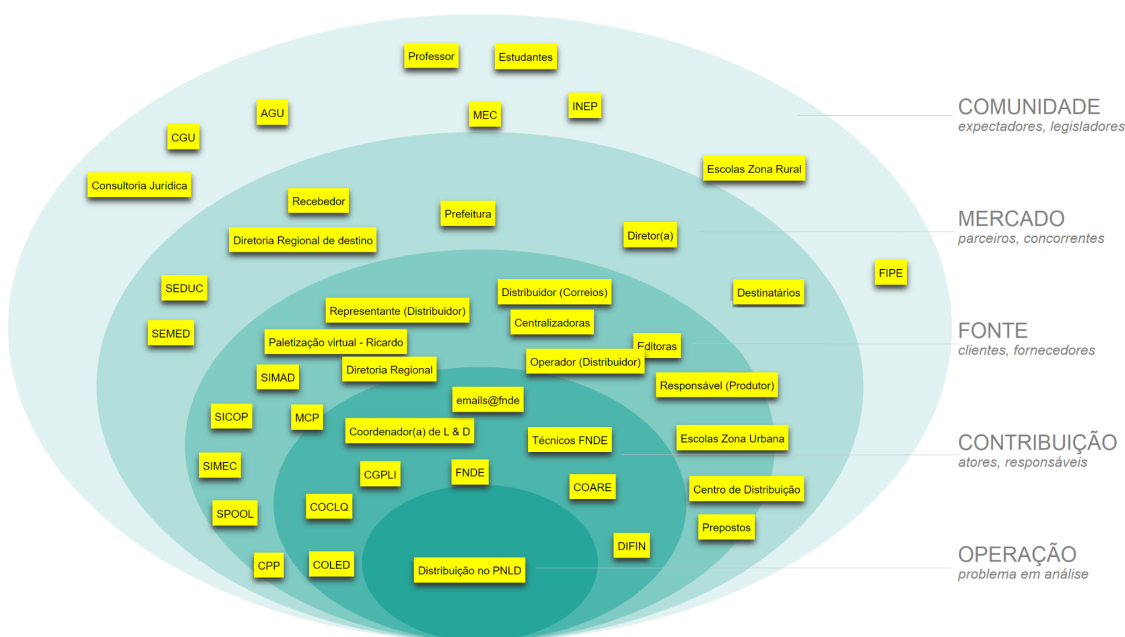 Professor
Estudantes
INEP
AGU
MEC
CGU
COMUNIDADE
expectadores, legisladores
Escolas Zona Rural
Consultoria Jurídica
Recebedor
Prefeitura
MERCADO
parceiros, concorrentes
Diretoria Regional de destino
Diretor(a)
FIPE
SEDUC
Distribuidor (Correios)
Destinatários
Representante (Distribuidor)
Centralizadoras
SEMED
FONTE
clientes, fornecedores
Paletização virtual - Ricardo
Editoras
Operador (Distribuidor)
Diretoria Regional
SIMAD
Responsável (Produtor)
emails@fnde
SICOP
MCP
Coordenador(a) de L & D
Técnicos FNDE
Escolas Zona Urbana
CONTRIBUIÇÃO
atores, responsáveis
SIMEC
CGPLI
FNDE
COARE
Centro de Distribuição
COCLQ
SPOOL
Prepostos
DIFIN
OPERAÇÃO
problema em análise
CPP
COLED
Distribuição no PNLD